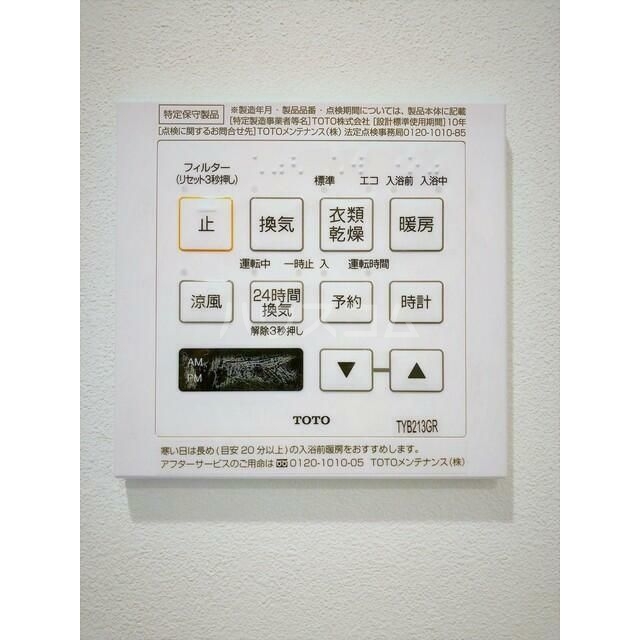 特定保守製品
※製造年月・製品品番・点検期間については、製品本体に記載
[特定製造事業者等名]TOTO株式会社 [設計標準使用期間]10年
[点検に関するお問合せ先]TOTOメンテナンス(株) 法定点検事務局0120-1010-85
フィルター
(リセット3秒押し)
標準 エコ 入浴前 入浴中
止 換気 衣類乾燥 暖房
運転中 一時止 入 運転時間
涼風 24時間換気 予約 時計
解除3秒押し
AM
PM
▼ ▲
TOTO
TYB213GR
寒い日は長め(目安20分以上)の入浴前暖房をおすすめします。
アフターサービスのご用命は 0120-1010-05 TOTOメンテナンス(株)
ハウスコム